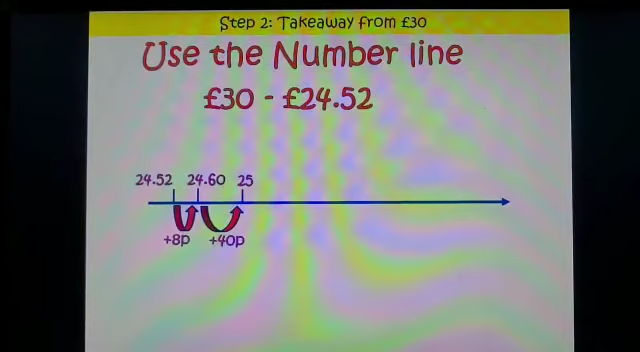 Step 2: Takeaway from £30
Use the Number line
£30 - £24.52
24.52 24.60 25
+8p +40p